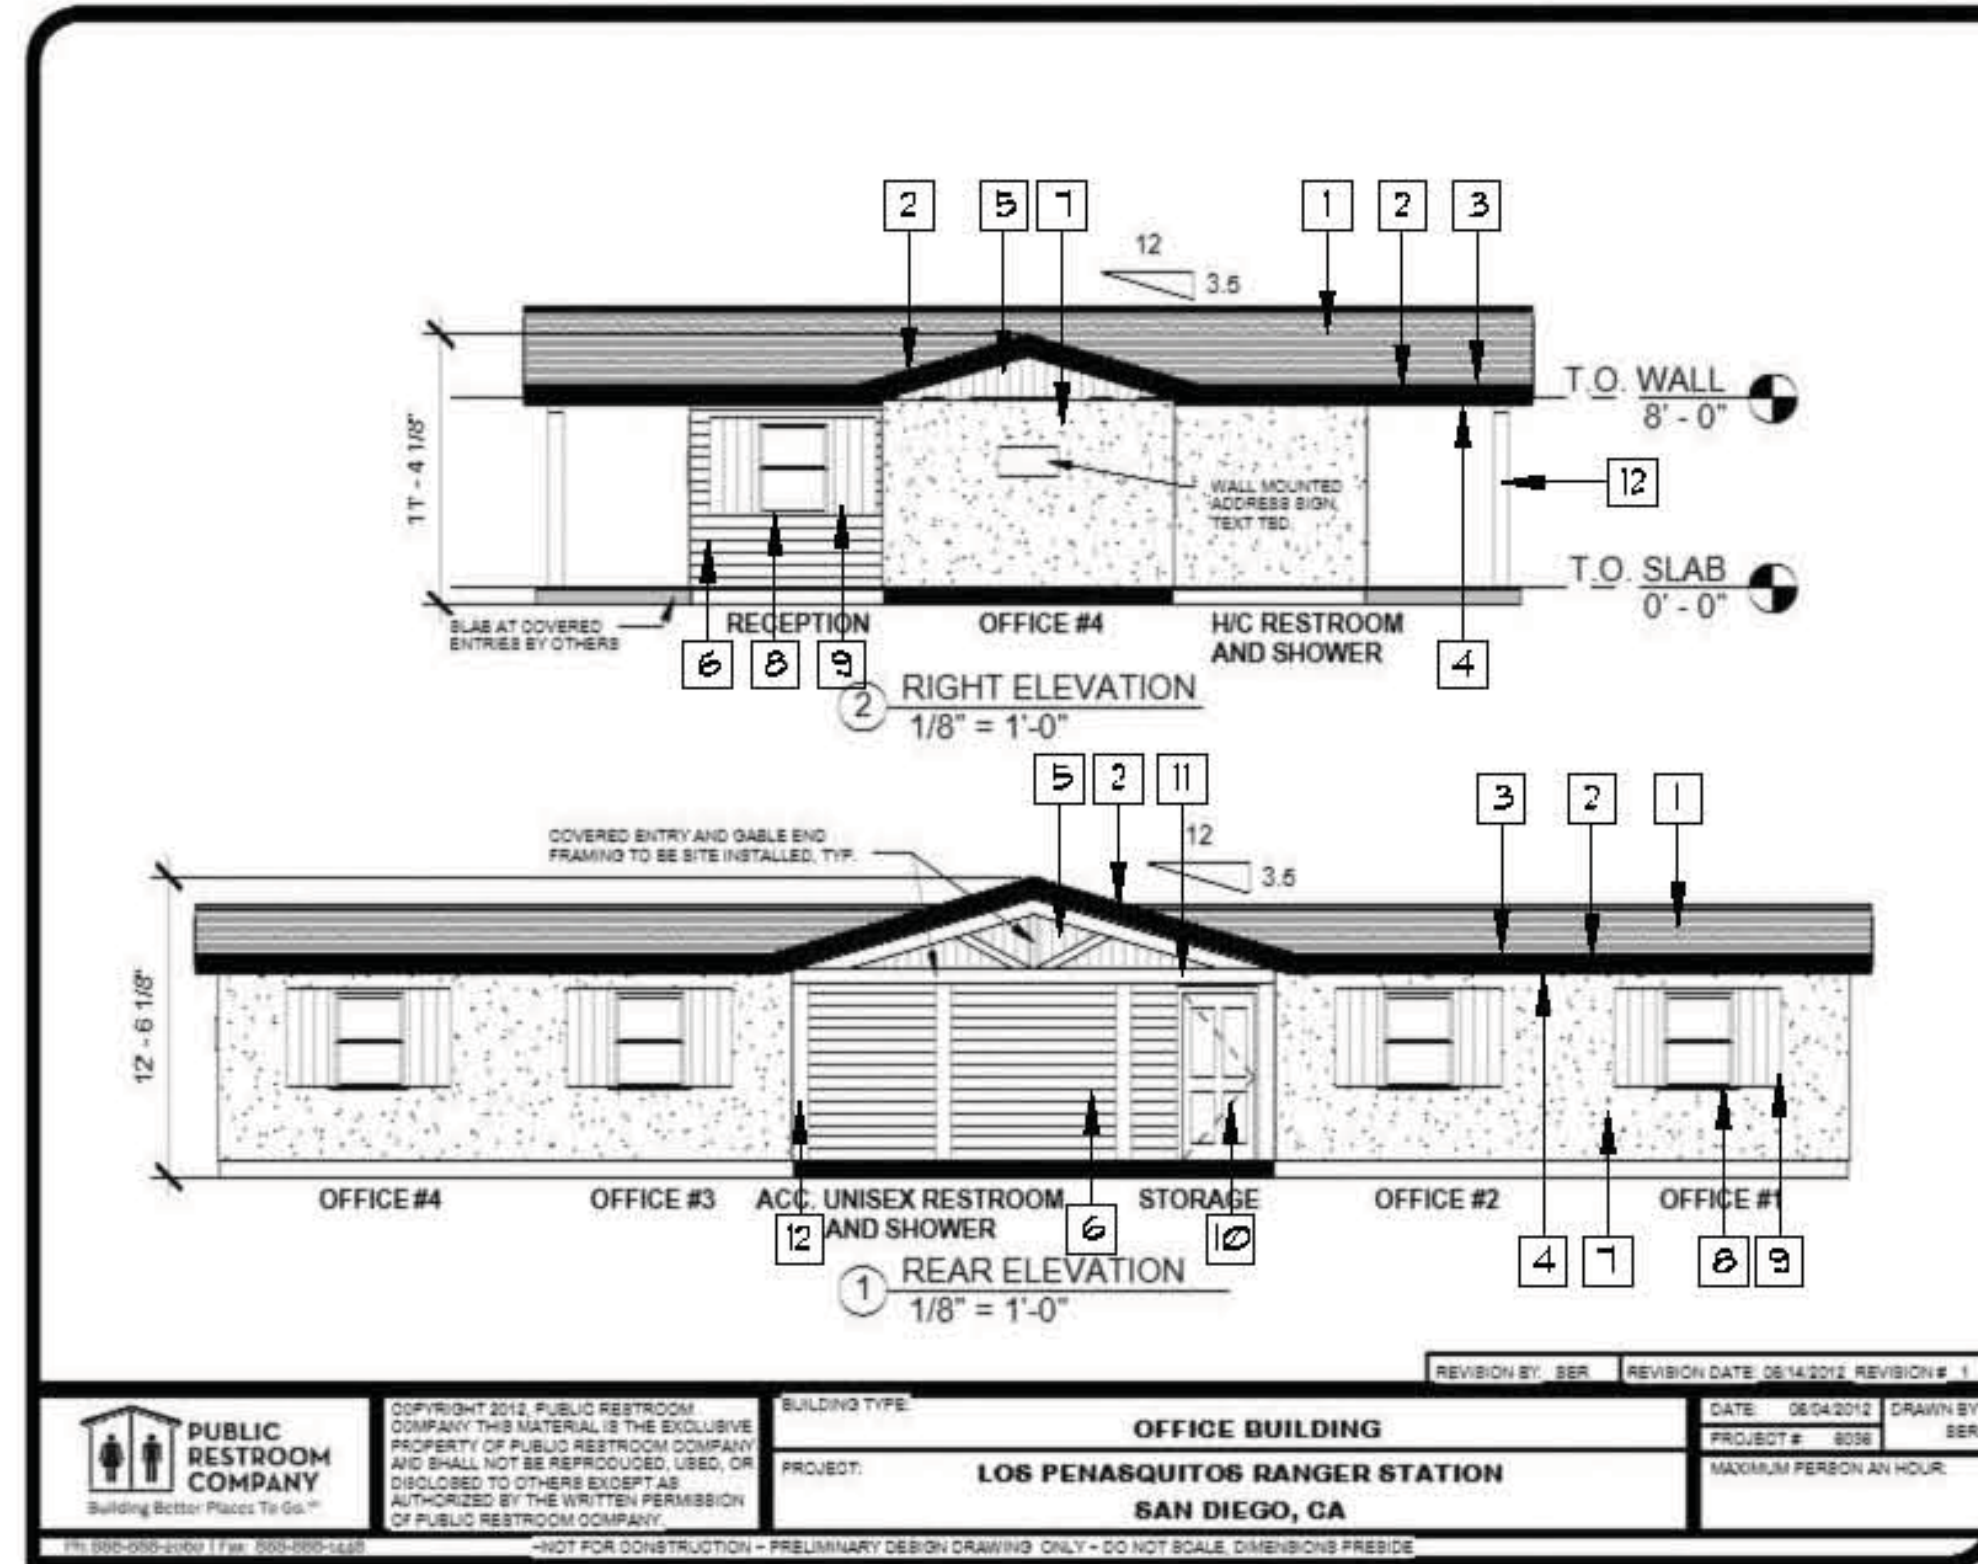 2 5 7 1 2 3
12
3.5
T.O. WALL
8' - 0"
11' - 4 1/8"
12
WALL MOUNTED
ADDRESS SIGN,
TEXT TBD.
T.O. SLAB
0' - 0"
SLAB AT COVERED
ENTRIES BY OTHERS
RECEPTION OFFICE #4 H/C RESTROOM
AND SHOWER
6 8 9 4
2 RIGHT ELEVATION
1/8" = 1'-0"
5 2 11 3 2 1
COVERED ENTRY AND GABLE END
FRAMING TO BE SITE INSTALLED, TYP.
12
3.5
12 - 6 1/8"
OFFICE #4 OFFICE #3 ACC. UNISEX RESTROOM STORAGE OFFICE #2 OFFICE #1
AND SHOWER
12 6 10 4 7 8 9
1 REAR ELEVATION
1/8" = 1'-0"
REVISION BY: SER REVISION DATE: 06/14/2012 REVISION # 1
PUBLIC
RESTROOM
COMPANY
Building Better Places To Go.
COPYRIGHT 2012, PUBLIC RESTROOM
COMPANY THIS MATERIAL IS THE EXCLUSIVE
PROPERTY OF PUBLIC RESTROOM COMPANY
AND SHALL NOT BE REPRODUCED, USED, OR
DISCLOSED TO OTHERS EXCEPT AS
AUTHORIZED BY THE WRITTEN PERMISSION
OF PUBLIC RESTROOM COMPANY.
BUILDING TYPE:
OFFICE BUILDING
PROJECT:
LOS PENASQUITOS RANGER STATION
SAN DIEGO, CA
DATE: 06/04/2012 DRAWN BY
PROJECT # SER
MAXIMUM PERSON AN HOUR:
-NOT FOR CONSTRUCTION - PRELIMINARY DESIGN DRAWING ONLY - DO NOT SCALE, DIMENSIONS PRESIDE